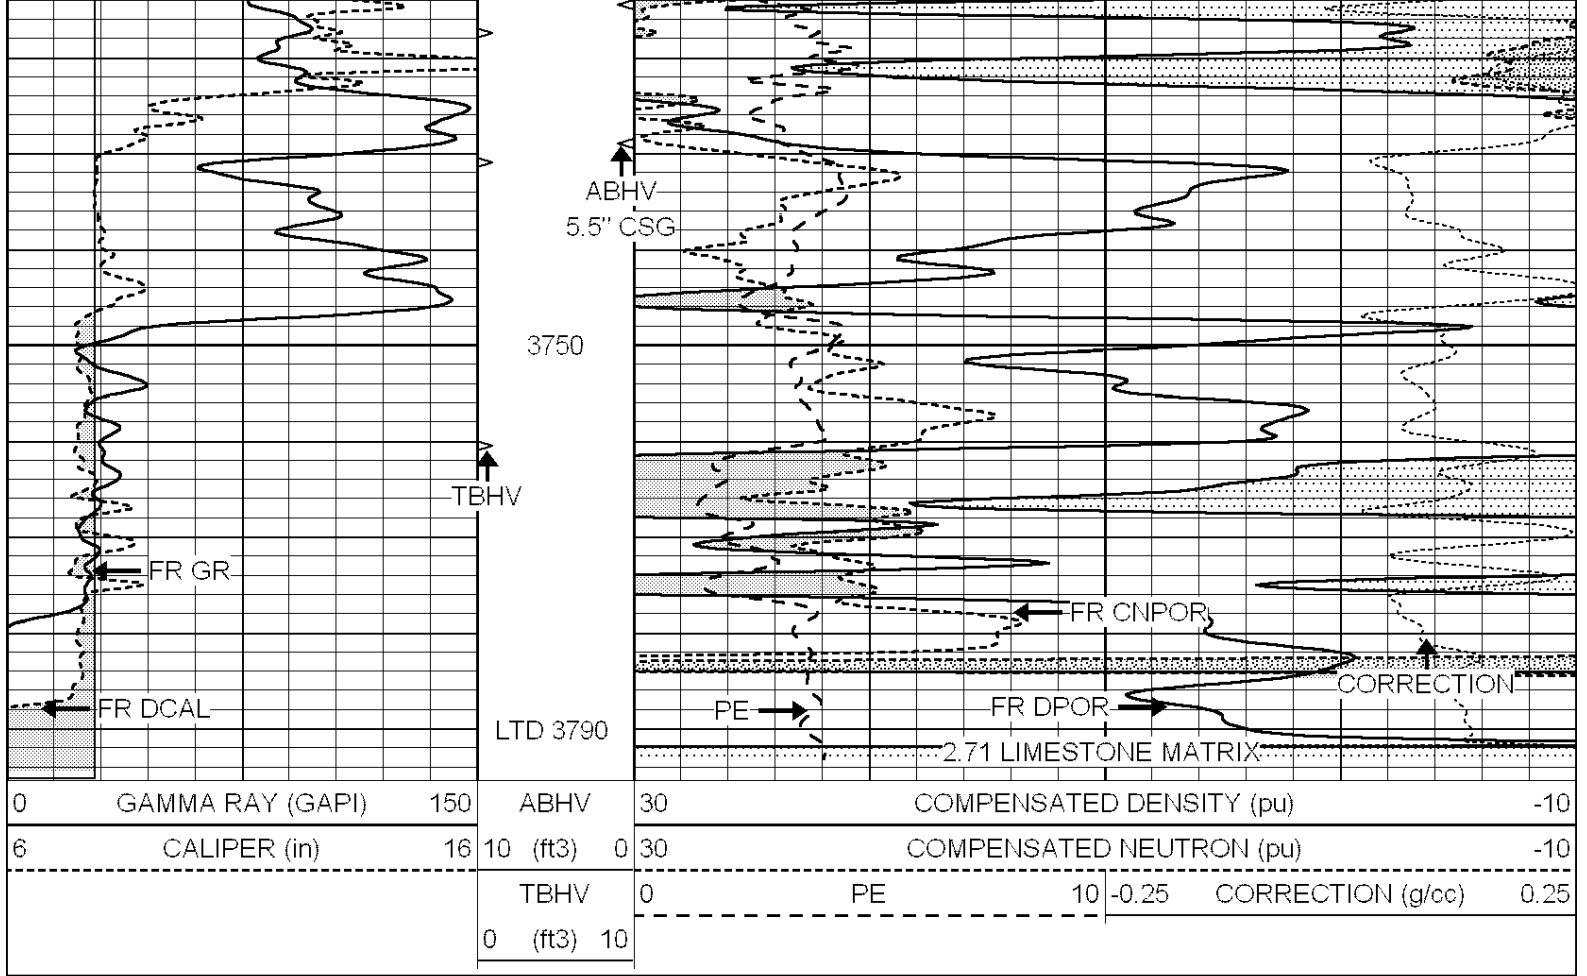 ABHV
5.5" CSG
3750
TBHV
FR GR
FR CNPOR
CORRECTION
FR DCAL
PE
FR DPOR
LTD 3790
2.71 LIMESTONE MATRIX
0 GAMMA RAY (GAPI) 150 ABHV 30 COMPENSATED DENSITY (pu) -10
6 CALIPER (in) 16 10 (ft3) 0 30 COMPENSATED NEUTRON (pu) -10
TBHV 0 PE 10 -0.25 CORRECTION (g/cc) 0.25
0 (ft3) 10